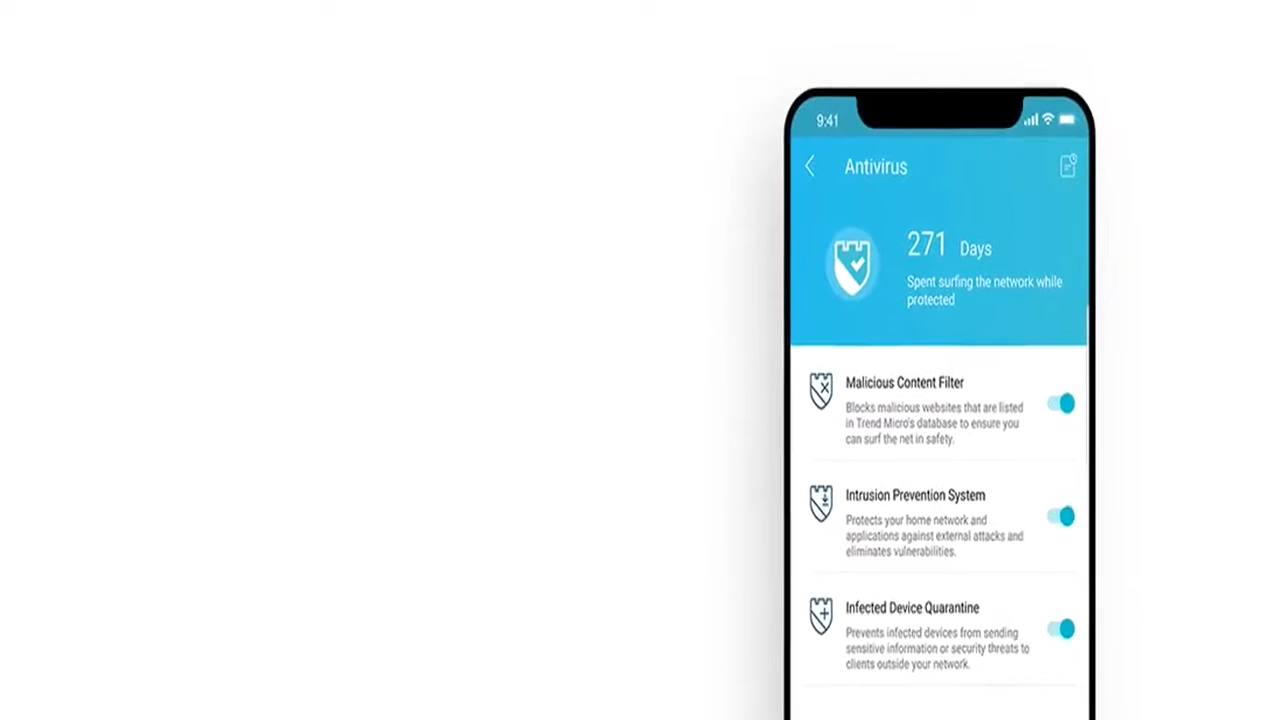 9:41
Antivirus
271 Days
Spent surfing the network while
protected
Malicious Content Filter
Blocks malicious websites that are listed
in Trend Micro's database to ensure you
can surf the net in safety.
Intrusion Prevention System
Protects your home network and
applications against external attacks and
eliminates vulnerabilities.
Infected Device Quarantine
Prevents infected devices from sending
sensitive information or security threats to
clients outside your network.